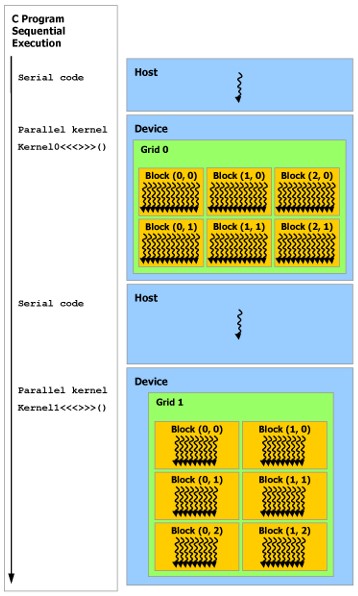 C Program
Sequential
Execution
Serial code
Host
Parallel kernel
Kernel0<<<>>>()
Device
Grid 0
Block (0, 0) Block (1, 0) Block (2, 0)
Block (0, 1) Block (1, 1) Block (2, 1)
Serial code
Host
Parallel kernel
Kernel1<<<>>>()
Device
Grid 1
Block (0, 0) Block (1, 0)
Block (0, 1) Block (1, 1)
Block (0, 2) Block (1, 2)